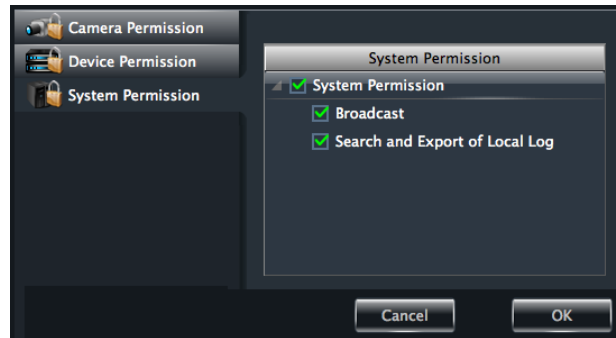 Camera Permission
Device Permission
System Permission
System Permission
System Permission
Broadcast
Search and Export of Local Log
Cancel
OK